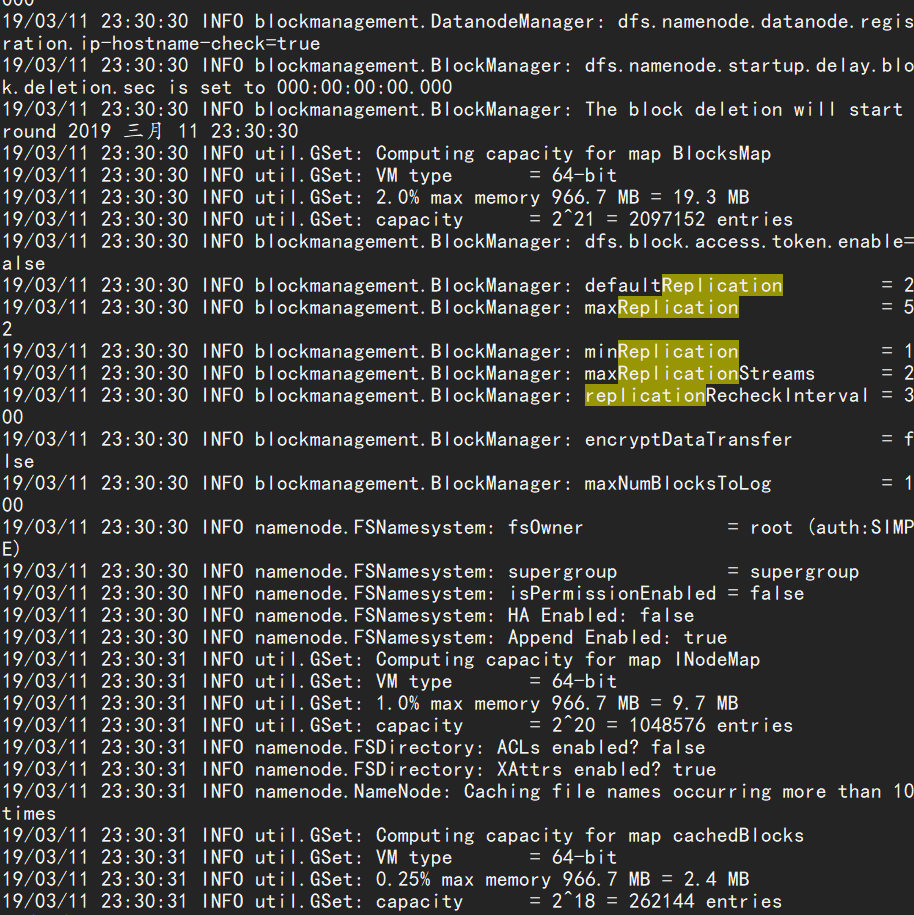 000
19/03/11 23:30:30 INFO blockmanagement.DatanodeManager: dfs.namenode.datanode.regis
ration.ip-hostname-check=true
19/03/11 23:30:30 INFO blockmanagement.BlockManager: dfs.namenode.startup.delay.blo
k.deletion.sec is set to 000:00:00:00.000
19/03/11 23:30:30 INFO blockmanagement.BlockManager: The block deletion will start
round 2019 三月 11 23:30:30
19/03/11 23:30:30 INFO util.GSet: Computing capacity for map BlocksMap
19/03/11 23:30:30 INFO util.GSet: VM type       = 64-bit
19/03/11 23:30:30 INFO util.GSet: 2.0% max memory 966.7 MB = 19.3 MB
19/03/11 23:30:30 INFO util.GSet: capacity      = 2^21 = 2097152 entries
19/03/11 23:30:30 INFO blockmanagement.BlockManager: dfs.block.access.token.enable=
alse
19/03/11 23:30:30 INFO blockmanagement.BlockManager: defaultReplication         = 2
19/03/11 23:30:30 INFO blockmanagement.BlockManager: maxReplication             = 5
2
19/03/11 23:30:30 INFO blockmanagement.BlockManager: minReplication             = 1
19/03/11 23:30:30 INFO blockmanagement.BlockManager: maxReplicationStreams      = 2
19/03/11 23:30:30 INFO blockmanagement.BlockManager: replicationRecheckInterval = 3
00
19/03/11 23:30:30 INFO blockmanagement.BlockManager: encryptDataTransfer        = f
lse
19/03/11 23:30:30 INFO blockmanagement.BlockManager: maxNumBlocksToLog          = 1
00
19/03/11 23:30:30 INFO namenode.FSNamesystem: fsOwner             = root (auth:SIMP
E)
19/03/11 23:30:30 INFO namenode.FSNamesystem: supergroup          = supergroup
19/03/11 23:30:30 INFO namenode.FSNamesystem: isPermissionEnabled = false
19/03/11 23:30:30 INFO namenode.FSNamesystem: HA Enabled: false
19/03/11 23:30:30 INFO namenode.FSNamesystem: Append Enabled: true
19/03/11 23:30:31 INFO util.GSet: Computing capacity for map INodeMap
19/03/11 23:30:31 INFO util.GSet: VM type       = 64-bit
19/03/11 23:30:31 INFO util.GSet: 1.0% max memory 966.7 MB = 9.7 MB
19/03/11 23:30:31 INFO util.GSet: capacity      = 2^20 = 1048576 entries
19/03/11 23:30:31 INFO namenode.FSDirectory: ACLs enabled? false
19/03/11 23:30:31 INFO namenode.FSDirectory: XAttrs enabled? true
19/03/11 23:30:31 INFO namenode.NameNode: Caching file names occurring more than 10
times
19/03/11 23:30:31 INFO util.GSet: Computing capacity for map cachedBlocks
19/03/11 23:30:31 INFO util.GSet: VM type       = 64-bit
19/03/11 23:30:31 INFO util.GSet: 0.25% max memory 966.7 MB = 2.4 MB
19/03/11 23:30:31 INFO util.GSet: capacity      = 2^18 = 262144 entries